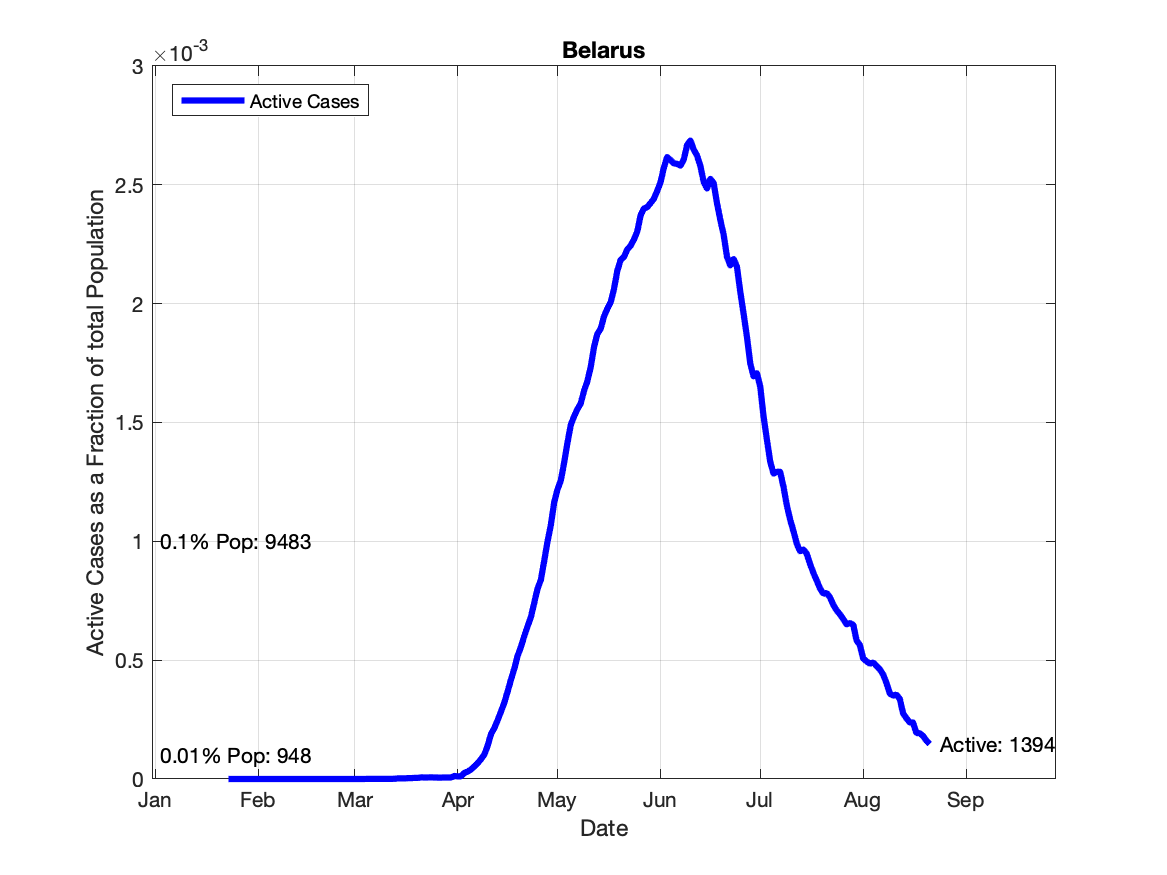 Belarus
×10-3
3
Active Cases
2.5
2
1.5
1
0.1% Pop: 9483
0.5
0.01% Pop: 948
Active: 1394
0
Jan Feb Mar Apr May Jun Jul Aug Sep
Date
Active Cases as a Fraction of total Population